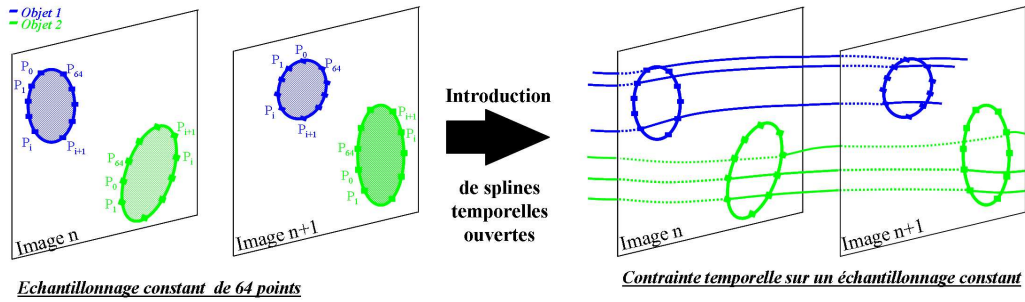 Objet 1
Objet 2
P0
P64
P1
Pi
Pi+1
Pi+1
Pi
P64
P0
P1
Image n
P0
P1
P64
Pi+1
Pi+1
Pi
P64
P0
P1
Image n+1
Introduction
de splines
temporelles
ouvertes
Image n
Image n+1
Echantillonnage constant de 64 points
Contrainte temporelle sur un échantillonnage constant